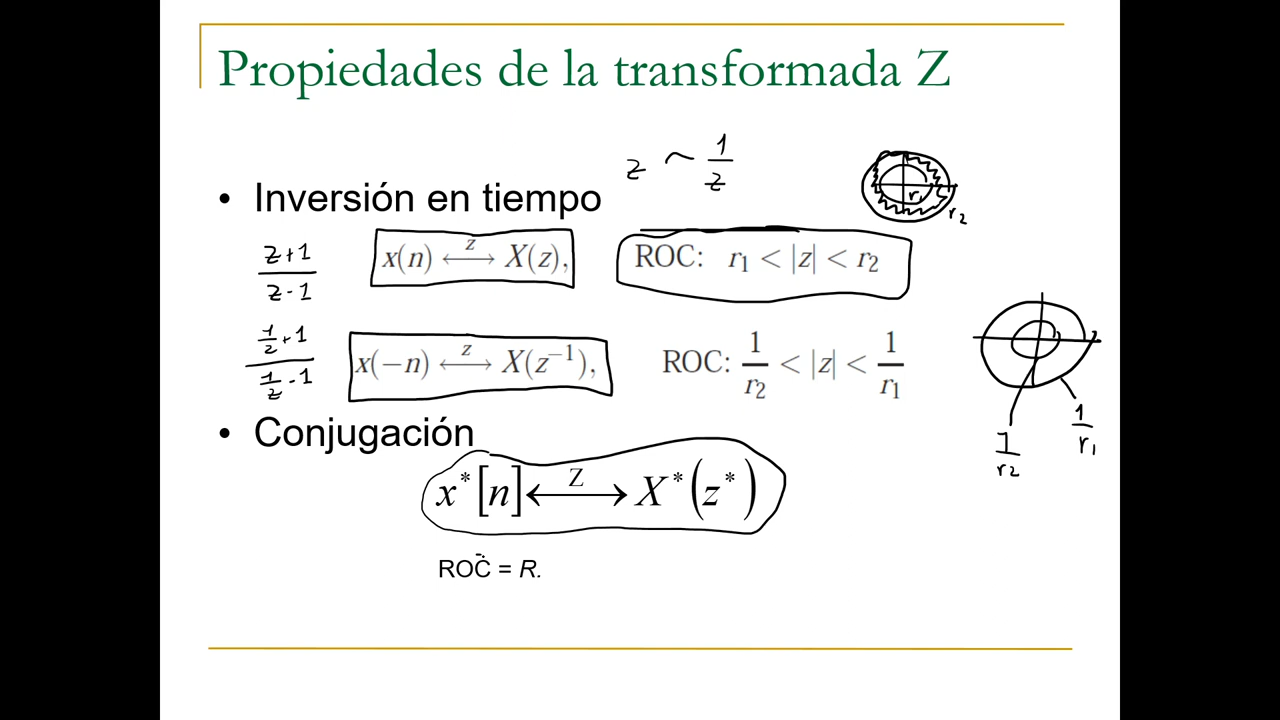 Propiedades de la transformada Z
z ~ 1/z
• Inversión en tiempo
r₁
r₂
z+1/z-1
x(n) ⟷ᶻ X(z), ROC: r₁ < |z| < r₂
1/z+1 / 1/z-1
x(−n) ⟷ᶻ X(z⁻¹), ROC: 1/r₂ < |z| < 1/r₁
1/r₁
1/r₂
• Conjugación
x*[n] ⟷ᶻ X*(z*)
ROC = R.